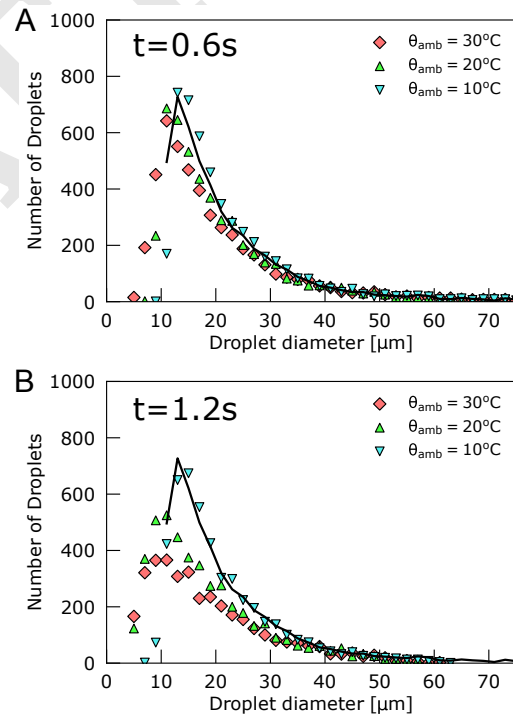 A
1000
t=0.6s
θamb = 30°C
θamb = 20°C
θamb = 10°C
800
600
400
200
0
Number of Droplets
0 10 20 30 40 50 60 70
Droplet diameter [μm]
B
1000
t=1.2s
θamb = 30°C
θamb = 20°C
θamb = 10°C
800
600
400
200
0
Number of Droplets
0 10 20 30 40 50 60 70
Droplet diameter [μm]